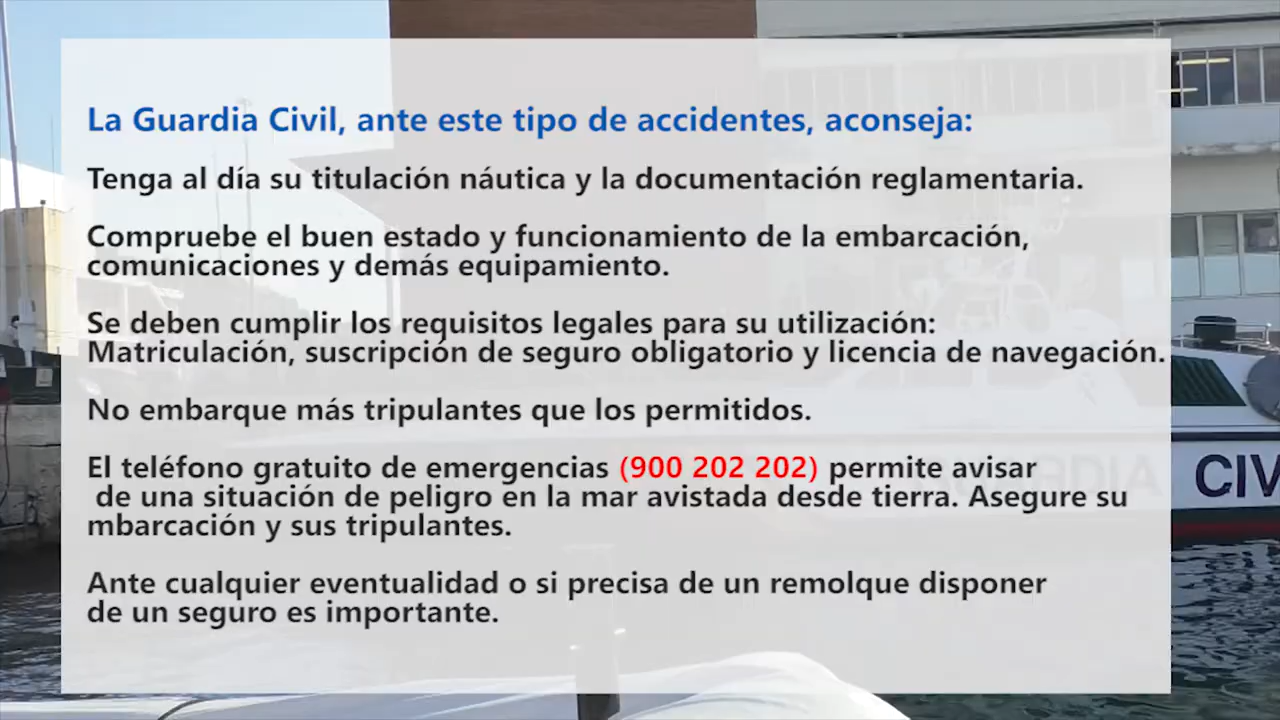 La Guardia Civil, ante este tipo de accidentes, aconseja:
Tenga al día su titulación náutica y la documentación reglamentaria.
Compruebe el buen estado y funcionamiento de la embarcación,
comunicaciones y demás equipamiento.
Se deben cumplir los requisitos legales para su utilización:
Matriculación, suscripción de seguro obligatorio y licencia de navegación.
No embarque más tripulantes que los permitidos.
El teléfono gratuito de emergencias (900 202 202) permite avisar
de una situación de peligro en la mar avistada desde tierra. Asegure su
mbarcación y sus tripulantes.
Ante cualquier eventualidad o si precisa de un remolque disponer
de un seguro es importante.
GUARDIA CIV